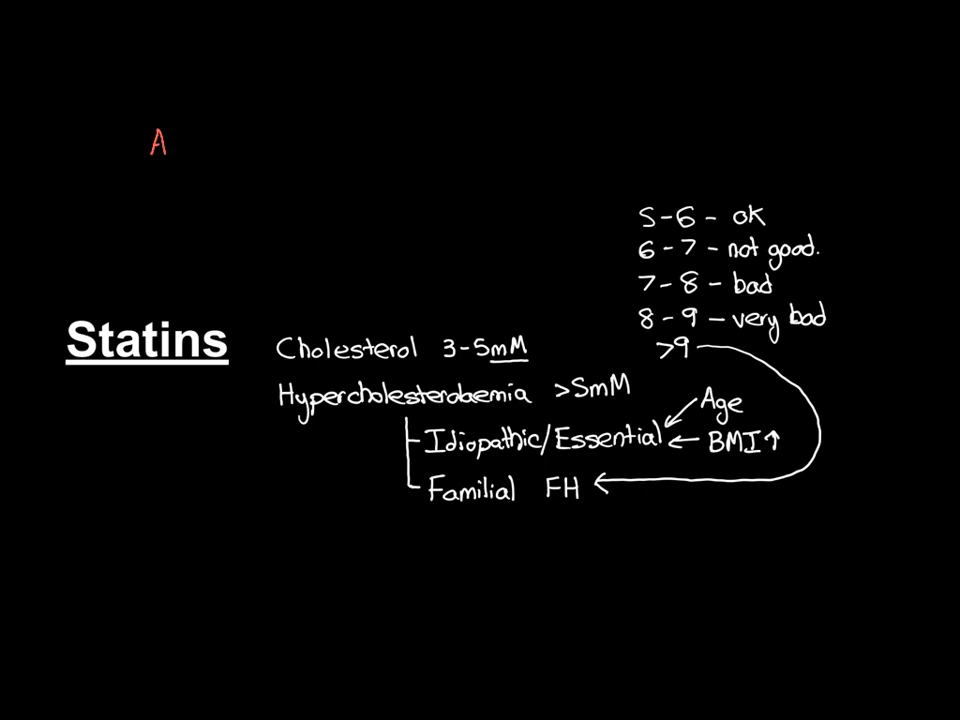 A
5-6 - ok
6-7 - not good.
7-8 - bad
8-9 - very bad
>9
Statins
Cholesterol 3-5mM
Hypercholesterolaemia >5mM
Age
Idiopathic/Essential
BMI↑
Familial FH